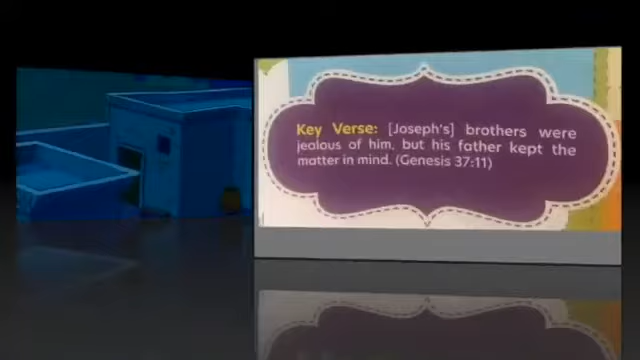 Key Verse: [Joseph's] brothers were
jealous of him, but his father kept the
matter in mind. (Genesis 37:11)